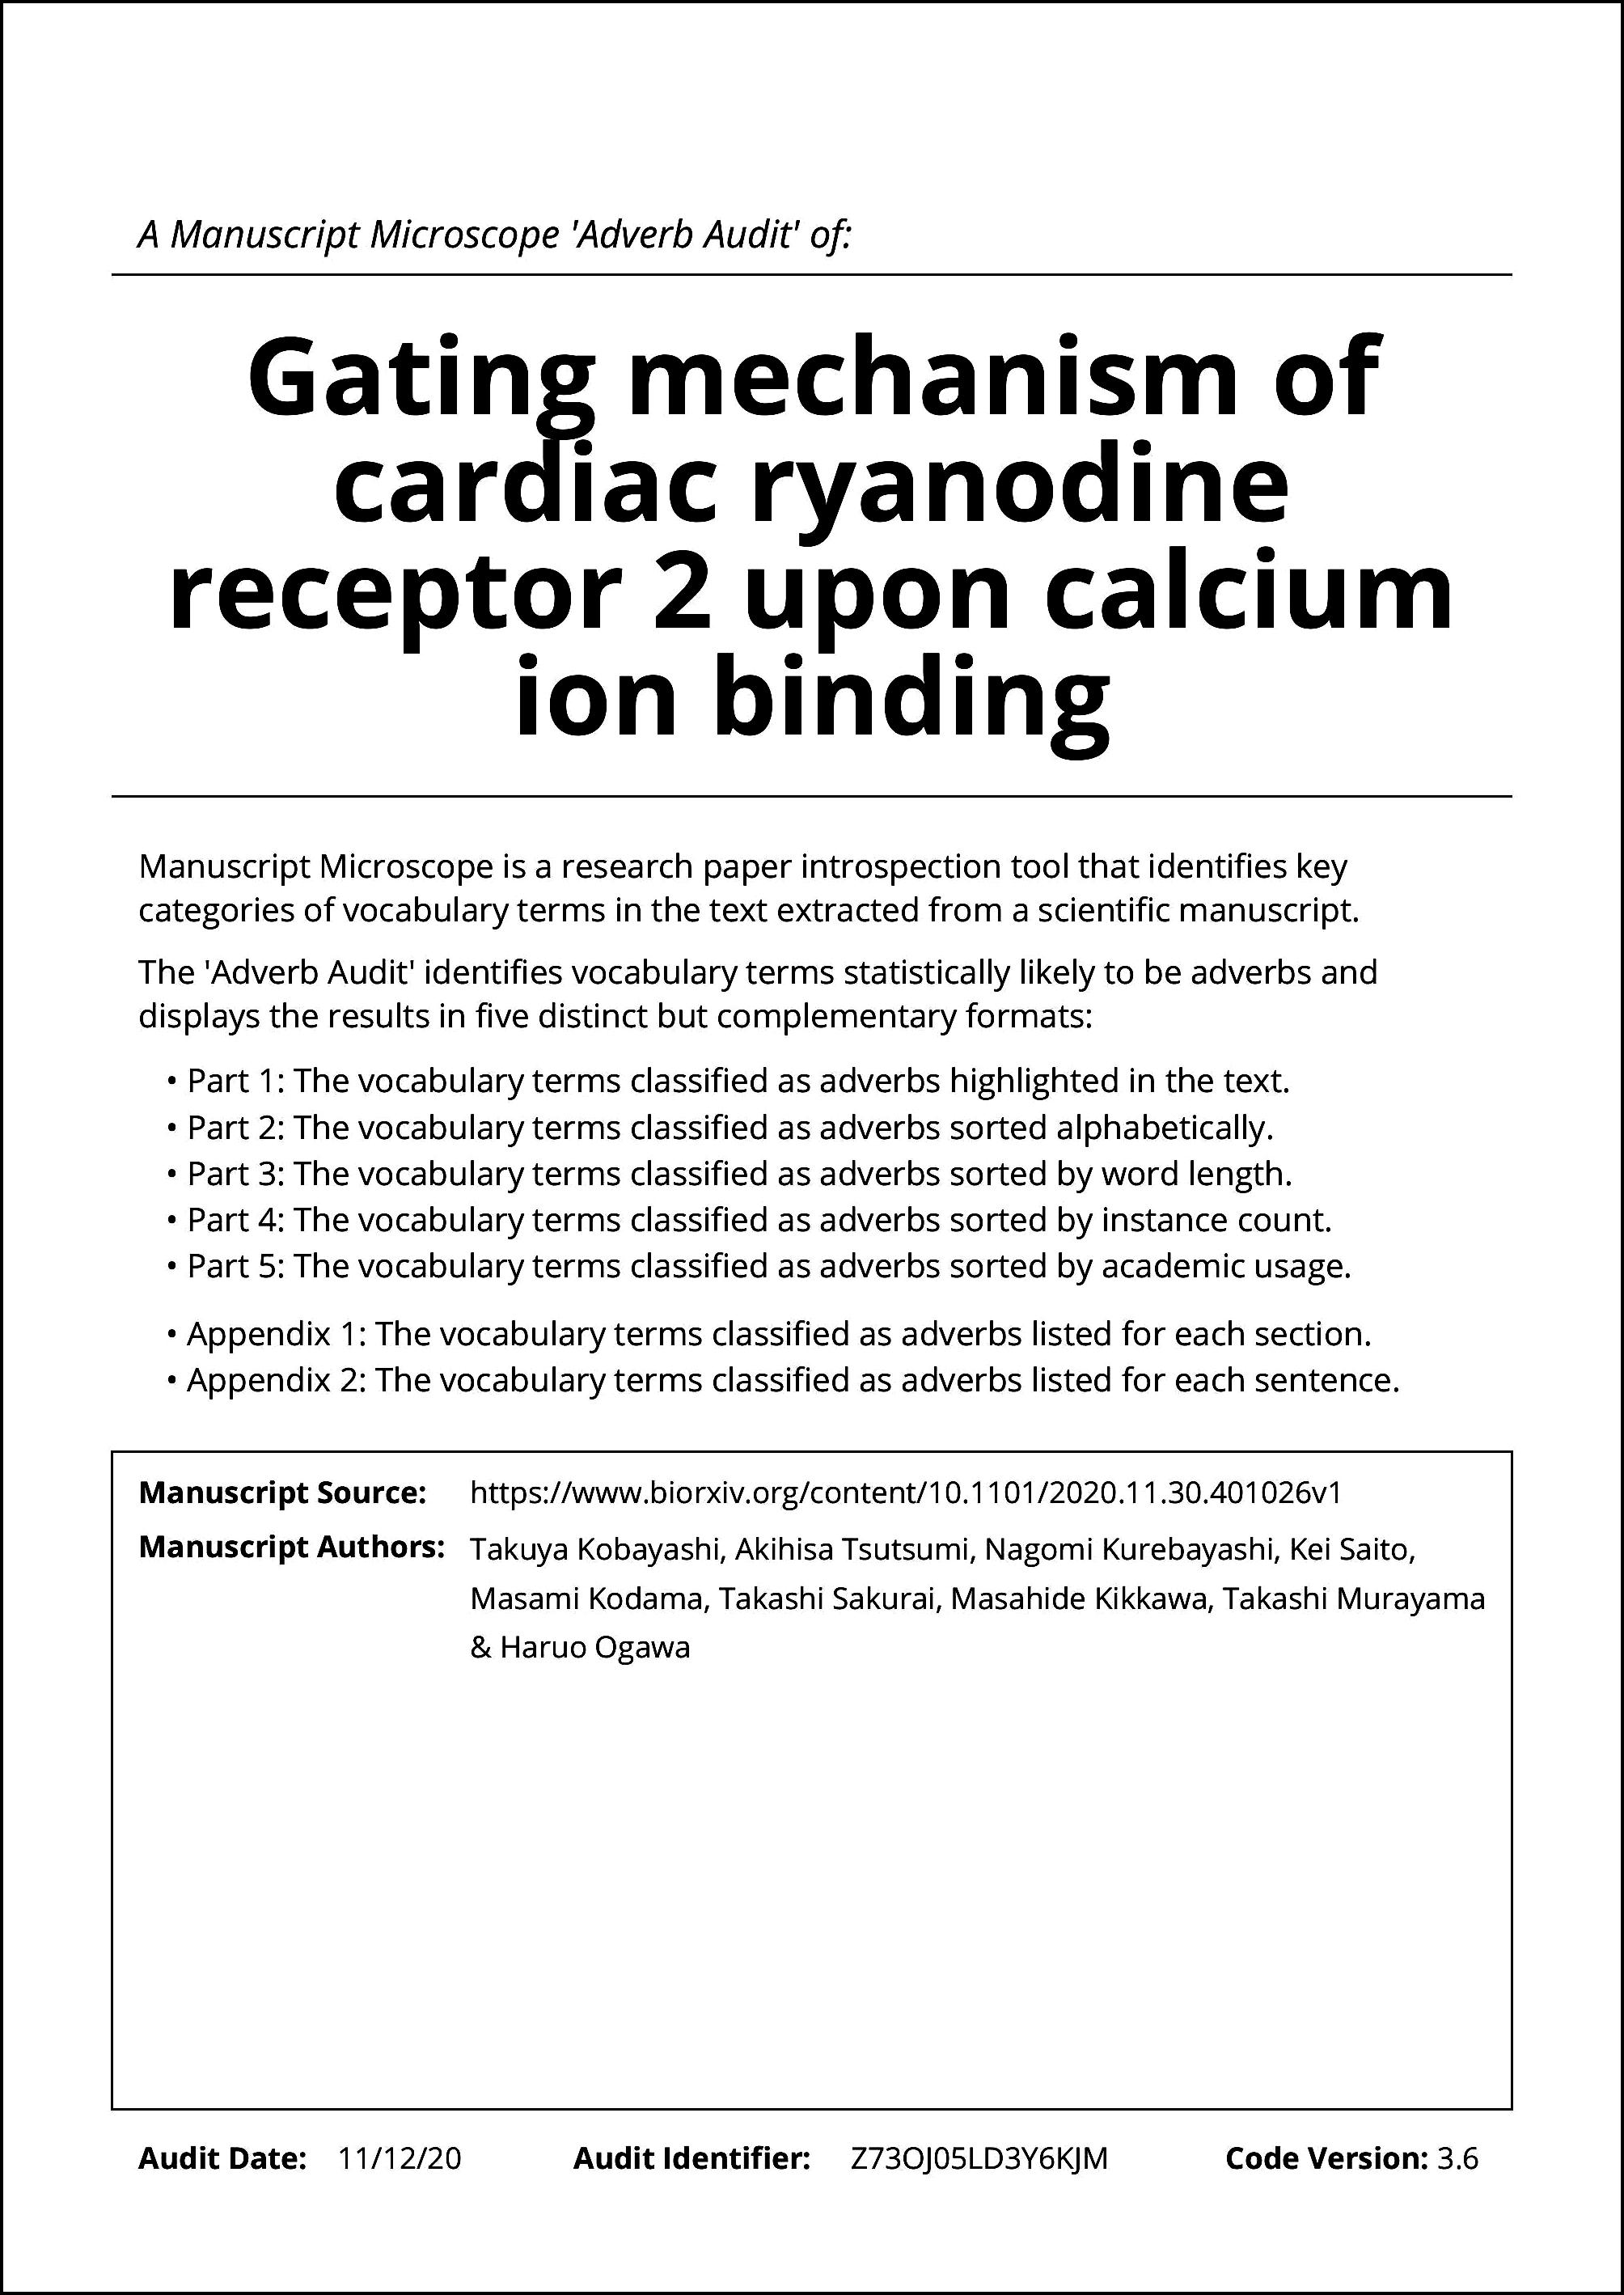 A Manuscript Microscope 'Adverb Audit' of:
Gating mechanism of
cardiac ryanodine
receptor 2 upon calcium
ion binding
Manuscript Microscope is a research paper introspection tool that identifies key
categories of vocabulary terms in the text extracted from a scientific manuscript.
The 'Adverb Audit' identifies vocabulary terms statistically likely to be adverbs and
displays the results in five distinct but complementary formats:
• Part 1: The vocabulary terms classified as adverbs highlighted in the text.
• Part 2: The vocabulary terms classified as adverbs sorted alphabetically.
• Part 3: The vocabulary terms classified as adverbs sorted by word length.
• Part 4: The vocabulary terms classified as adverbs sorted by instance count.
• Part 5: The vocabulary terms classified as adverbs sorted by academic usage.
• Appendix 1: The vocabulary terms classified as adverbs listed for each section.
• Appendix 2: The vocabulary terms classified as adverbs listed for each sentence.
Manuscript Source: https://www.biorxiv.org/content/10.1101/2020.11.30.401026v1
Manuscript Authors: Takuya Kobayashi, Akihisa Tsutsumi, Nagomi Kurebayashi, Kei Saito,
Masami Kodama, Takashi Sakurai, Masahide Kikkawa, Takashi Murayama
& Haruo Ogawa
Audit Date: 11/12/20 Audit Identifier: Z73OJ05LD3Y6KJM Code Version: 3.6